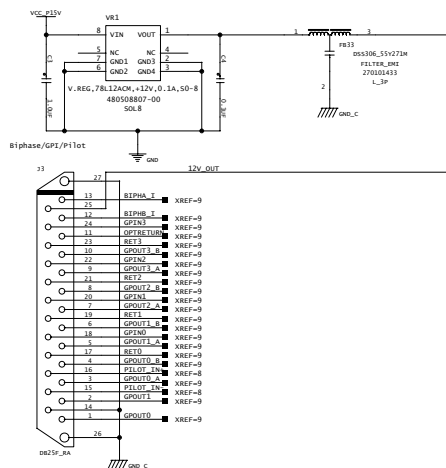 VCC_P15V
VR1
8 VIN VOUT 1
5 NC NC 4
7 GND1 GND3 2
6 GND2 GND4 3
V.REG,78L12ACM,+12V,0.1A,SO-8
480508807-00
SOL8
C3
1.0UF
C4
0.3UF
1 3
FB33
DSS306_55Y271M
FILTER_EMI
270101433
L_3P
2
GND_C
GND
Biphase/GPI/Pilot
12V_OUT
J3
27
13 BIPHA_I XREF=9
25
12 BIPHB_I XREF=9
24 GPIN3 XREF=9
11 OPTRETURN XREF=9
23 RET3 XREF=9
10 GPOUT3_B XREF=9
22 GPIN2 XREF=9
9 GPOUT3_A XREF=9
21 RET2 XREF=9
8 GPOUT2_B XREF=9
20 GPIN1 XREF=9
7 GPOUT2_A XREF=9
19 RET1 XREF=9
6 GPOUT1_B XREF=9
18 GPIN0 XREF=9
5 GPOUT1_A XREF=9
17 RET0 XREF=9
4 GPOUT0_B XREF=9
16 PILOT_IN+ XREF=8
3 GPOUT0_A XREF=9
15 PILOT_IN- XREF=8
2 GPOUT1 XREF=9
14
1 GPOUT0 XREF=9
26
DB25F_RA
GND_C